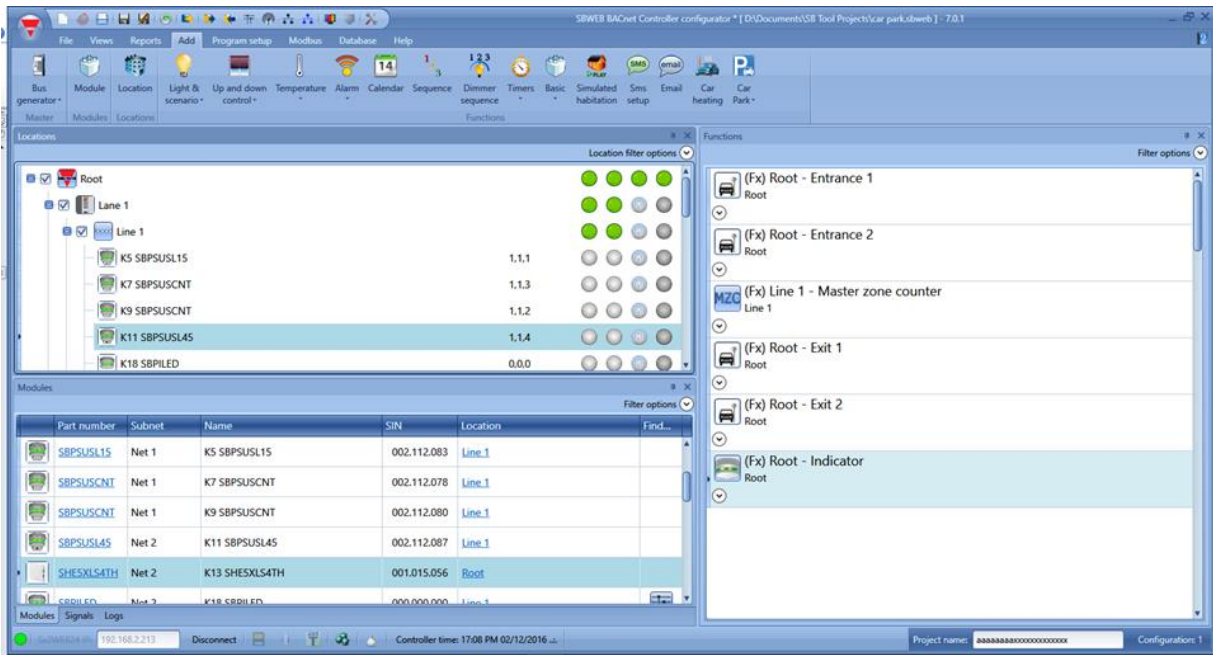 SBWEB BACnet Controller configurator * [ D:\Documents\SB Tool Projects\car park.sbweb ] - 7.0.1
File Views Reports Add Program setup Modbus Database Help
Bus generator Module Location Light & scenario Up and down control Temperature Alarm Calendar Sequence Dimmer sequence Timers Basic Simulated habitation Sms setup Email Car heating Car Park
Master Modules Locations Functions
Locations
Location filter options
Root
Lane 1
Line 1
K5 SBPSUSL15 1,1,1
K7 SBPSUSCNT 1,1,3
K9 SBPSUSCNT 1,1,2
K11 SBPSUSL45 1,1,4
K18 SBPILED 0,0,0
Modules
Filter options
Part number Subnet Name SIN Location Find...
SBPSUSL15 Net 1 K5 SBPSUSL15 002.112.083 Line 1
SBPSUSCNT Net 1 K7 SBPSUSCNT 002.112.078 Line 1
SBPSUSCNT Net 1 K9 SBPSUSCNT 002.112.080 Line 1
SBPSUSL45 Net 2 K11 SBPSUSL45 002.112.087 Line 1
SHE5XLS4TH Net 2 K13 SHE5XLS4TH 001.015.056 Root
SBPILED Net 2 K18 SBPILED 000.000.000 Line 1
Modules Signals Logs
Functions
Filter options
(Fx) Root - Entrance 1
Root
(Fx) Root - Entrance 2
Root
MZC (Fx) Line 1 - Master zone counter
Line 1
(Fx) Root - Exit 1
Root
(Fx) Root - Exit 2
Root
(Fx) Root - Indicator
Root
192.168.2.213 Disconnect Controller time: 17:08 PM 02/12/2016 ... Project name: Configuration: 1